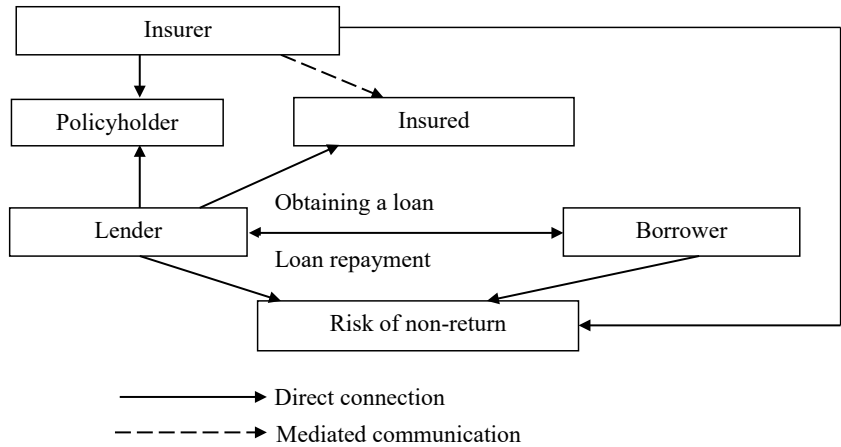 Insurer
Policyholder
Insured
Obtaining a loan
Lender
Borrower
Loan repayment
Risk of non-return
Direct connection
Mediated communication